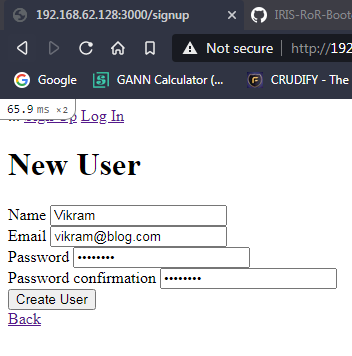 192.168.62.128:3000/signup
IRIS-RoR-Boot
Not secure http://192
Google GANN Calculator (... CRUDIFY - The
65.9 ms ×2
Log In
New User
Name Vikram
Email vikram@blog.com
Password ••••••••
Password confirmation ••••••••
Create User
Back